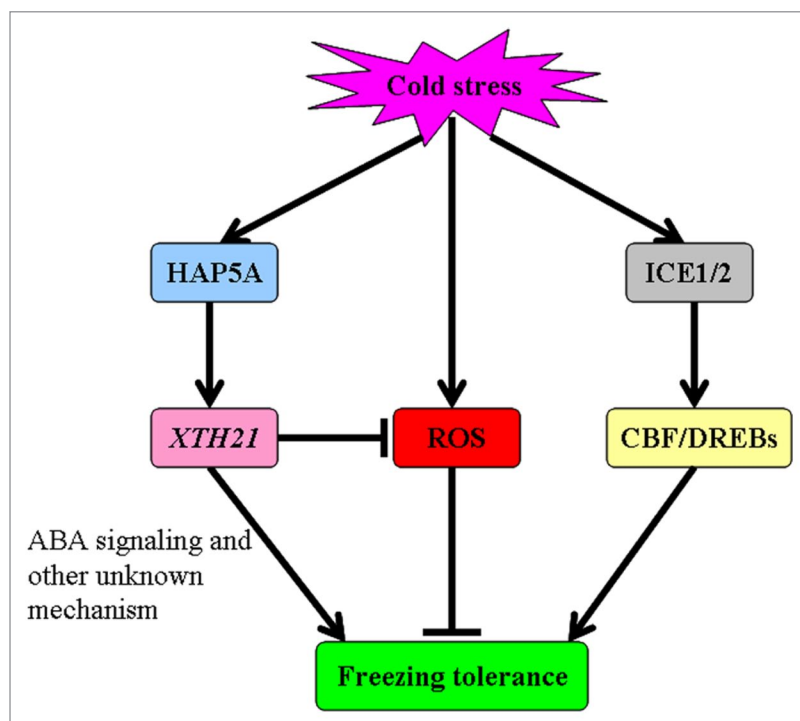 Cold stress
HAP5A
ICE1/2
XTH21
ROS
CBF/DREBs
ABA signaling and
other unknown
mechanism
Freezing tolerance